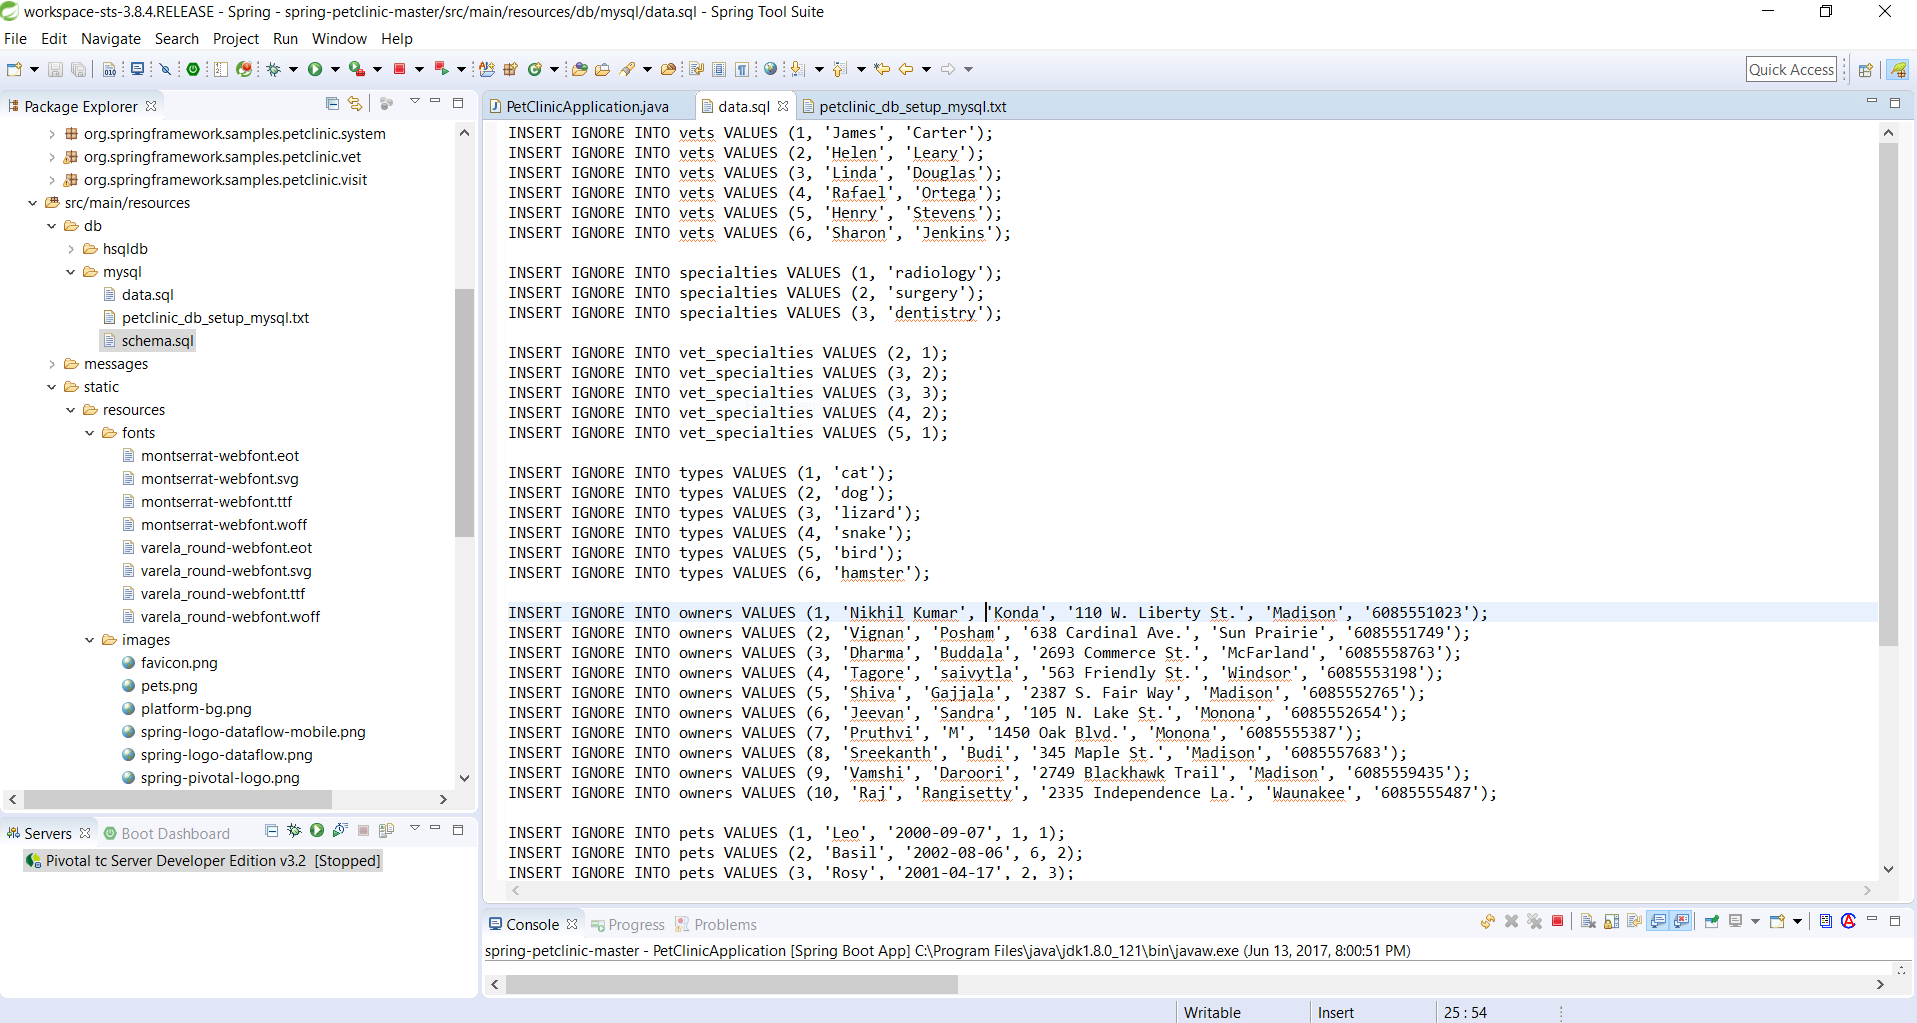 workspace-sts-3.8.4.RELEASE - Spring - spring-petclinic-master/src/main/resources/db/mysql/data.sql - Spring Tool Suite
File Edit Navigate Search Project Run Window Help
Quick Access
Package Explorer
org.springframework.samples.petclinic.system
org.springframework.samples.petclinic.vet
org.springframework.samples.petclinic.visit
src/main/resources
db
hsqldb
mysql
data.sql
petclinic_db_setup_mysql.txt
schema.sql
messages
static
resources
fonts
montserrat-webfont.eot
montserrat-webfont.svg
montserrat-webfont.ttf
montserrat-webfont.woff
varela_round-webfont.eot
varela_round-webfont.svg
varela_round-webfont.ttf
varela_round-webfont.woff
images
favicon.png
pets.png
platform-bg.png
spring-logo-dataflow-mobile.png
spring-logo-dataflow.png
spring-pivotal-logo.png
Servers Boot Dashboard
Pivotal tc Server Developer Edition v3.2 [Stopped]
PetClinicApplication.java data.sql petclinic_db_setup_mysql.txt
INSERT IGNORE INTO vets VALUES (1, 'James', 'Carter');
INSERT IGNORE INTO vets VALUES (2, 'Helen', 'Leary');
INSERT IGNORE INTO vets VALUES (3, 'Linda', 'Douglas');
INSERT IGNORE INTO vets VALUES (4, 'Rafael', 'Ortega');
INSERT IGNORE INTO vets VALUES (5, 'Henry', 'Stevens');
INSERT IGNORE INTO vets VALUES (6, 'Sharon', 'Jenkins');
INSERT IGNORE INTO specialties VALUES (1, 'radiology');
INSERT IGNORE INTO specialties VALUES (2, 'surgery');
INSERT IGNORE INTO specialties VALUES (3, 'dentistry');
INSERT IGNORE INTO vet_specialties VALUES (2, 1);
INSERT IGNORE INTO vet_specialties VALUES (3, 2);
INSERT IGNORE INTO vet_specialties VALUES (3, 3);
INSERT IGNORE INTO vet_specialties VALUES (4, 2);
INSERT IGNORE INTO vet_specialties VALUES (5, 1);
INSERT IGNORE INTO types VALUES (1, 'cat');
INSERT IGNORE INTO types VALUES (2, 'dog');
INSERT IGNORE INTO types VALUES (3, 'lizard');
INSERT IGNORE INTO types VALUES (4, 'snake');
INSERT IGNORE INTO types VALUES (5, 'bird');
INSERT IGNORE INTO types VALUES (6, 'hamster');
INSERT IGNORE INTO owners VALUES (1, 'Nikhil Kumar', 'Konda', '110 W. Liberty St.', 'Madison', '6085551023');
INSERT IGNORE INTO owners VALUES (2, 'Vignan', 'Posham', '638 Cardinal Ave.', 'Sun Prairie', '6085551749');
INSERT IGNORE INTO owners VALUES (3, 'Dharma', 'Buddala', '2693 Commerce St.', 'McFarland', '6085558763');
INSERT IGNORE INTO owners VALUES (4, 'Tagore', 'saivytla', '563 Friendly St.', 'Windsor', '6085553198');
INSERT IGNORE INTO owners VALUES (5, 'Shiva', 'Gajjala', '2387 S. Fair Way', 'Madison', '6085552765');
INSERT IGNORE INTO owners VALUES (6, 'Jeevan', 'Sandra', '105 N. Lake St.', 'Monona', '6085552654');
INSERT IGNORE INTO owners VALUES (7, 'Pruthvi', 'M', '1450 Oak Blvd.', 'Monona', '6085555387');
INSERT IGNORE INTO owners VALUES (8, 'Sreekanth', 'Budi', '345 Maple St.', 'Madison', '6085557683');
INSERT IGNORE INTO owners VALUES (9, 'Vamshi', 'Daroori', '2749 Blackhawk Trail', 'Madison', '6085559435');
INSERT IGNORE INTO owners VALUES (10, 'Raj', 'Rangisetty', '2335 Independence La.', 'Waunakee', '6085555487');
INSERT IGNORE INTO pets VALUES (1, 'Leo', '2000-09-07', 1, 1);
INSERT IGNORE INTO pets VALUES (2, 'Basil', '2002-08-06', 6, 2);
INSERT IGNORE INTO pets VALUES (3, 'Rosy', '2001-04-17', 2, 3);
Console Progress Problems
spring-petclinic-master - PetClinicApplication [Spring Boot App] C:\Program Files\java\jdk1.8.0_121\bin\javaw.exe (Jun 13, 2017, 8:00:51 PM)
Writable Insert 25 : 54